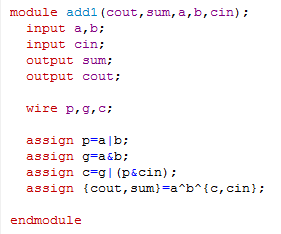 module add1(cout,sum,a,b,cin);
input a,b;
input cin;
output sum;
output cout;
wire p,g,c;
assign p=a|b;
assign g=a&b;
assign c=g|(p&cin);
assign {cout,sum}=a^b^{c,cin};
endmodule